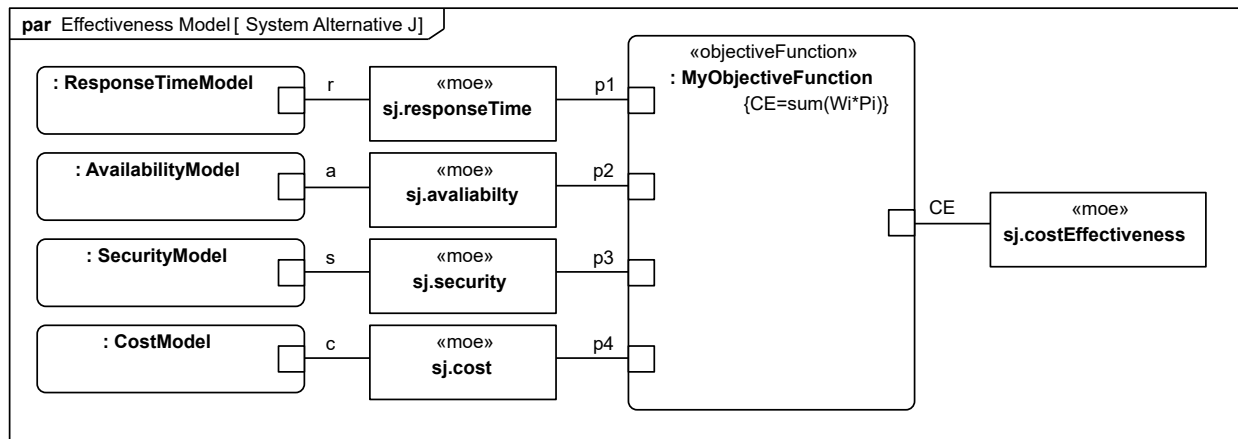 par Effectiveness Model [ System Alternative J]
«objectiveFunction»
: MyObjectiveFunction
{CE=sum(Wi*Pi)}
: ResponseTimeModel
r
«moe»
sj.responseTime
p1
: AvailabilityModel
a
«moe»
sj.avaliabilty
p2
CE
«moe»
sj.costEffectiveness
: SecurityModel
s
«moe»
sj.security
p3
: CostModel
c
«moe»
sj.cost
p4